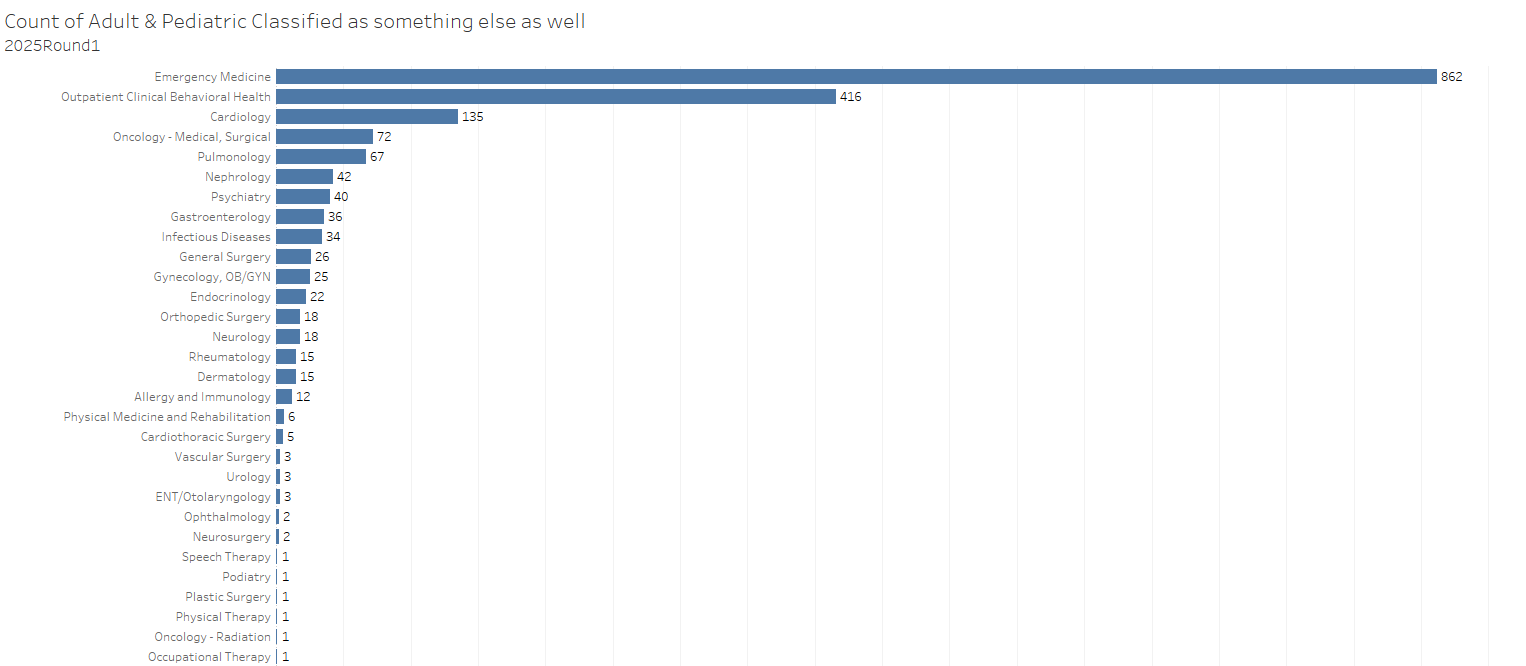 Count of Adult & Pediatric Classified as something else as well
2025Round1
Emergency Medicine 862
Outpatient Clinical Behavioral Health 416
Cardiology 135
Oncology - Medical, Surgical 72
Pulmonology 67
Nephrology 42
Psychiatry 40
Gastroenterology 36
Infectious Diseases 34
General Surgery 26
Gynecology, OB/GYN 25
Endocrinology 22
Orthopedic Surgery 18
Neurology 18
Rheumatology 15
Dermatology 15
Allergy and Immunology 12
Physical Medicine and Rehabilitation 6
Cardiothoracic Surgery 5
Vascular Surgery 3
Urology 3
ENT/Otolaryngology 3
Ophthalmology 2
Neurosurgery 2
Speech Therapy 1
Podiatry 1
Plastic Surgery 1
Physical Therapy 1
Oncology - Radiation 1
Occupational Therapy 1